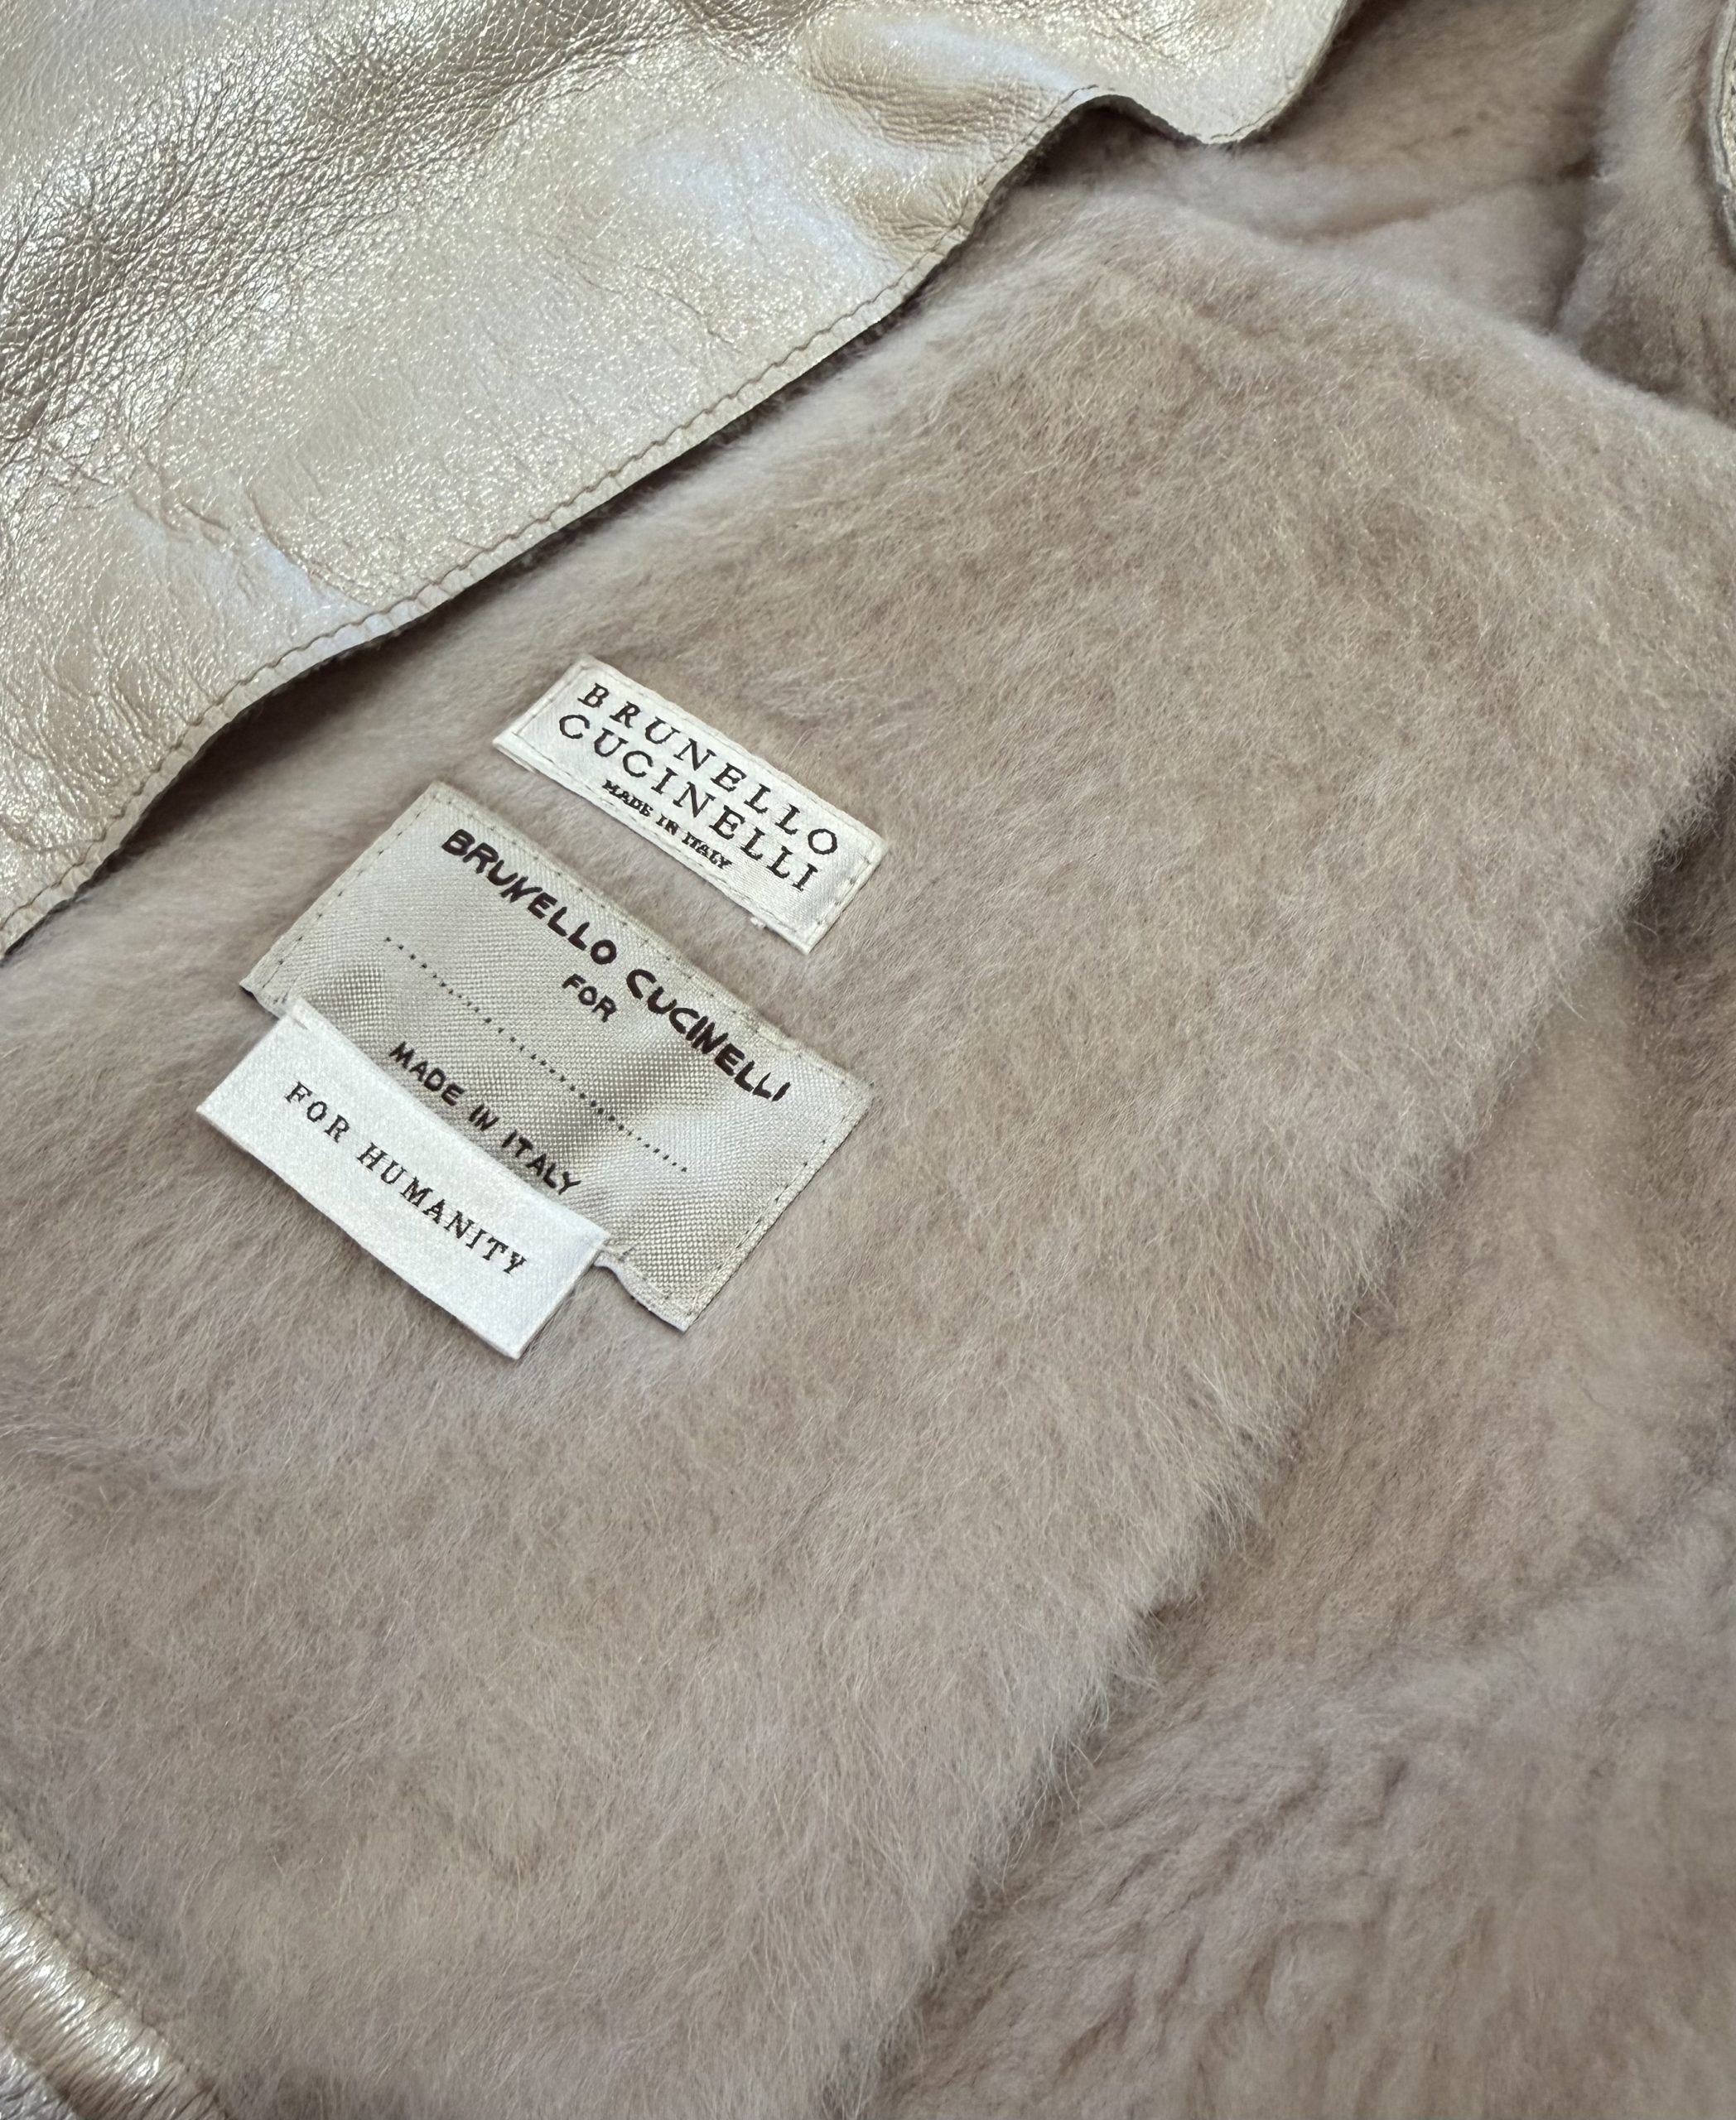 BRUNELLO
CUCINELLI
MADE IN ITALY
BRUNELLO CUCINELLI
FOR
MADE IN ITALY
FOR HUMANITY